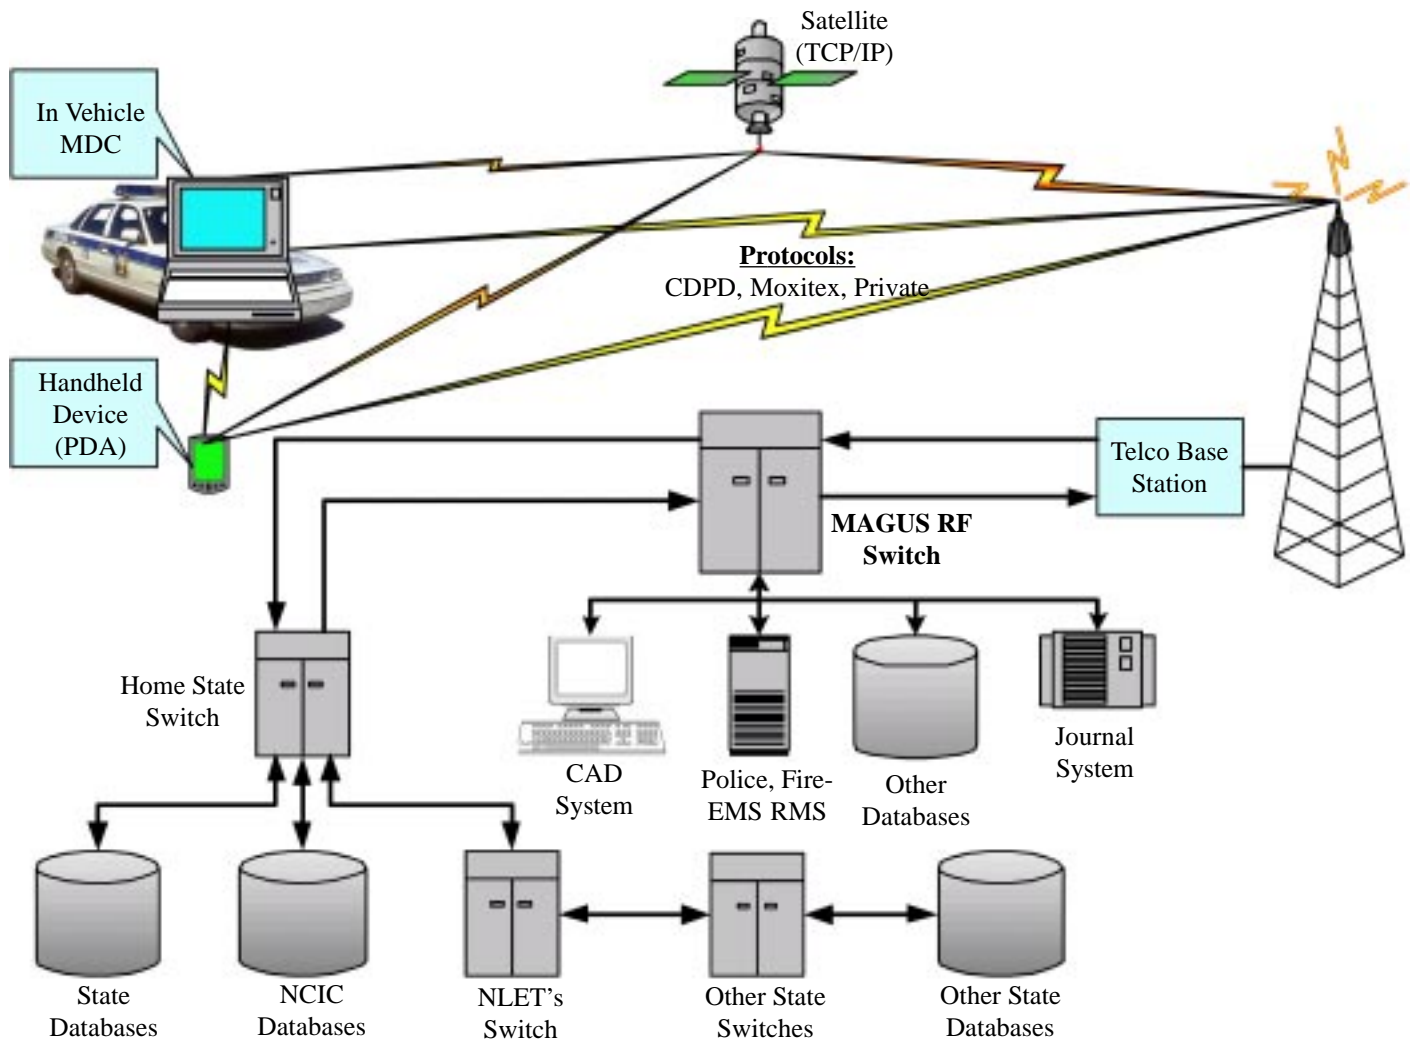 Satellite
(TCP/IP)
In Vehicle
MDC
Protocols:
CDPD, Moxitex, Private
Handheld
Device
(PDA)
Telco Base
Station
MAGUS RF
Switch
Home State
Switch
CAD
System
Police, Fire-
EMS RMS
Other
Databases
Journal
System
State
Databases
NCIC
Databases
NLET's
Switch
Other State
Switches
Other State
Databases